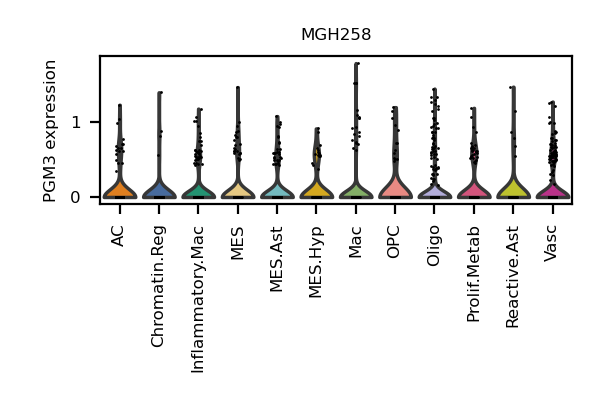 MGH258
PGM3 expression
1
0
AC
Chromatin.Reg
Inflammatory.Mac
MES
MES.Ast
MES.Hyp
Mac
OPC
Oligo
Prolif.Metab
Reactive.Ast
Vasc